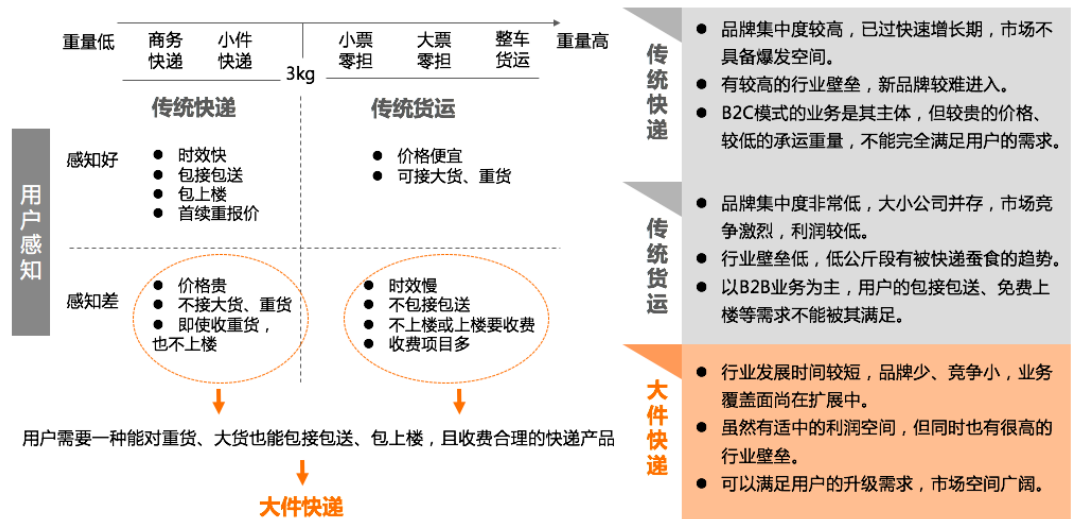 重量低
商务
快递
小件
快递
3kg
小票
零担
大票
零担
整车
货运
重量高
传统快递
传统货运
用户感知
感知好
● 时效快
● 包接包送
● 包上楼
● 首续重报价
● 价格便宜
● 可接大货、重货
感知差
● 价格贵
● 不接大货、重货
● 即使收重货，
也不上楼
● 时效慢
● 不包接包送
● 不上楼或上楼要收费
● 收费项目多
用户需要一种能对重货、大货也能包接包送、包上楼，且收费合理的快递产品
大件快递
传统快递
● 品牌集中度较高，已过快速增长期，市场不
具备爆发空间。
● 有较高的行业壁垒，新品牌较难进入。
● B2C模式的业务是其主体，但较贵的价格、
较低的承运重量，不能完全满足用户的需求。
传统货运
● 品牌集中度非常低，大小公司并存，市场竞
争激烈，利润较低。
● 行业壁垒低，低公斤段有被快递蚕食的趋势。
● 以B2B业务为主，用户的包接包送、免费上
楼等需求不能被其满足。
大件快递
● 行业发展时间较短，品牌少、竞争小，业务
覆盖面尚在扩展中。
● 虽然有适中的利润空间，但同时也有很高的
行业壁垒。
● 可以满足用户的升级需求，市场空间广阔。